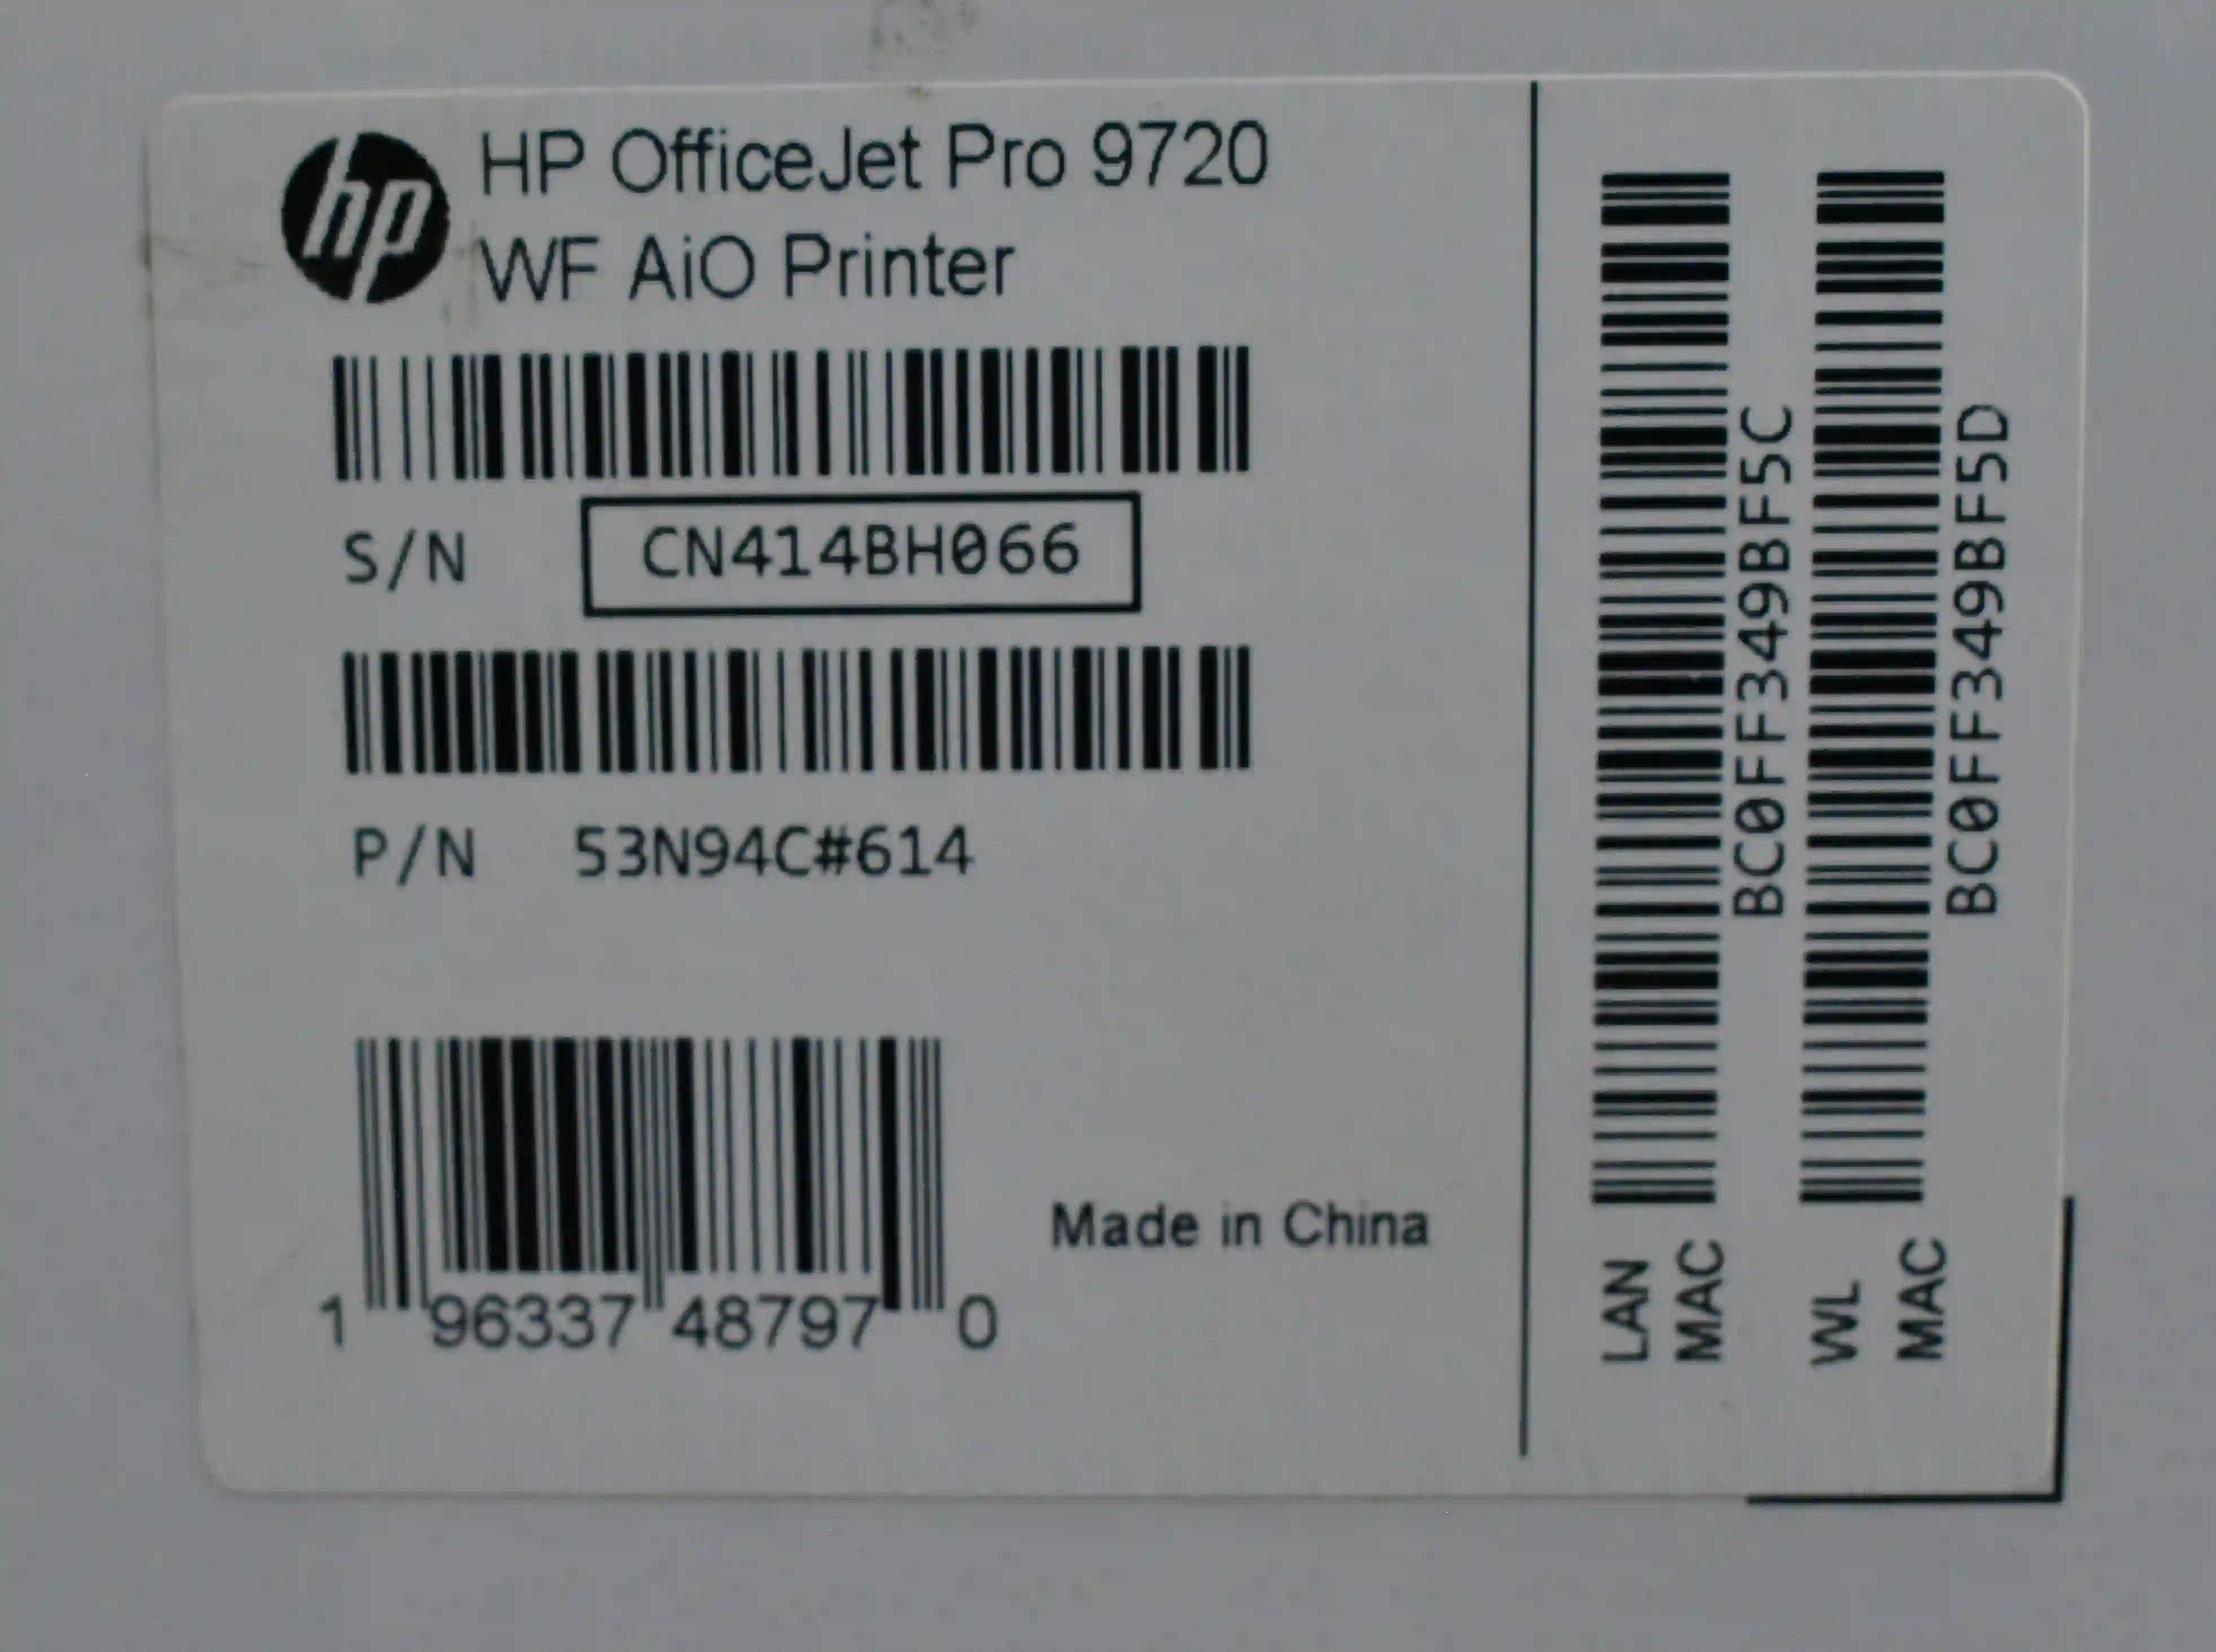 hp
HP OfficeJet Pro 9720
WF AiO Printer
S/N CN414BH066
P/N 53N94C#614
1 96337 48797 0
Made in China
LAN
MAC
BC0FF349BF5C
WL
MAC
BC0FF349BF5D